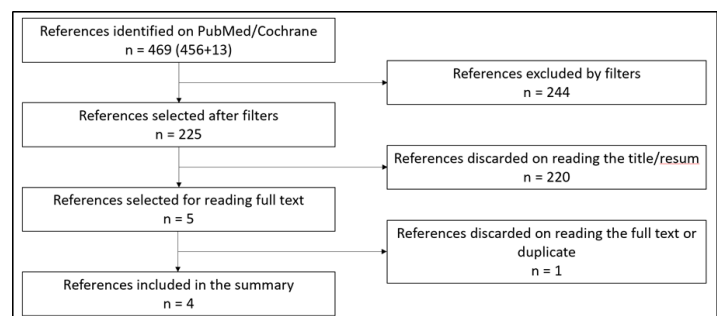 References identified on PubMed/Cochrane
n = 469 (456+13)
References excluded by filters
n = 244
References selected after filters
n = 225
References discarded on reading the title/resum
n = 220
References selected for reading full text
n = 5
References discarded on reading the full text or
duplicate
n = 1
References included in the summary
n = 4